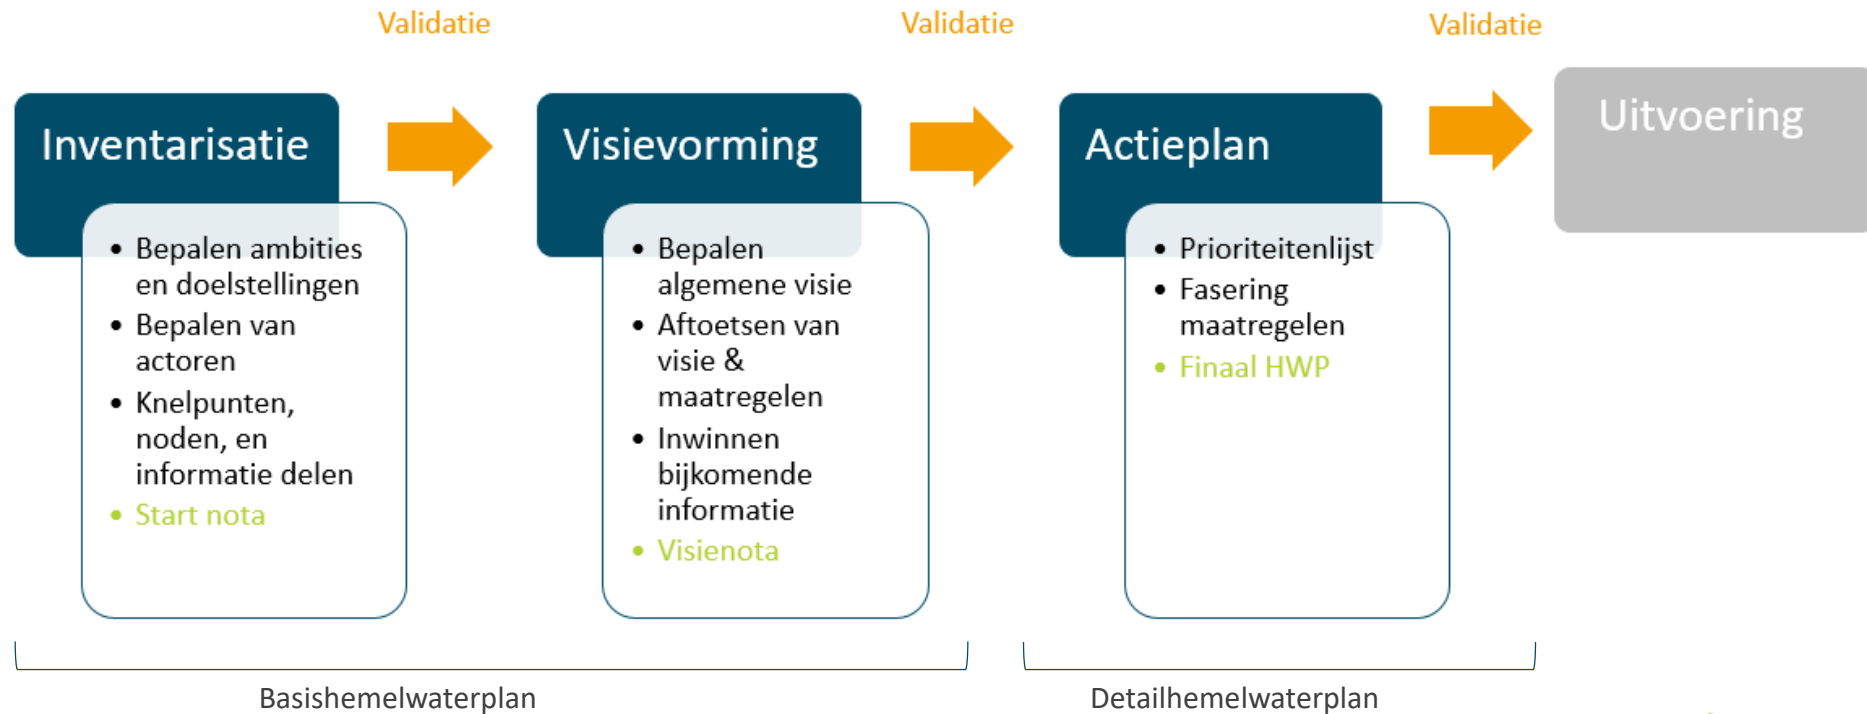 Validatie
Validatie
Validatie
Inventarisatie
Visievorming
Actieplan
Uitvoering
• Bepalen ambities
en doelstellingen
• Bepalen van
actoren
• Knelpunten,
noden, en
informatie delen
• Start nota
• Bepalen
algemene visie
• Aftoetsen van
visie &
maatregelen
• Inwinnen
bijkomende
informatie
• Visienota
• Prioriteitenlijst
• Fasering
maatregelen
• Finaal HWP
Basishemelwaterplan
Detailhemelwaterplan